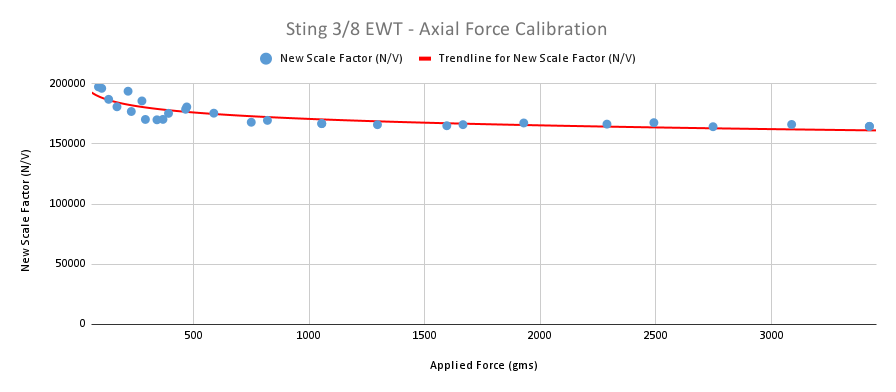 Sting 3/8 EWT - Axial Force Calibration
New Scale Factor (N/V) Trendline for New Scale Factor (N/V)
200000
150000
100000
50000
0
New Scale Factor (N/V)
500 1000 1500 2000 2500 3000
Applied Force (gms)